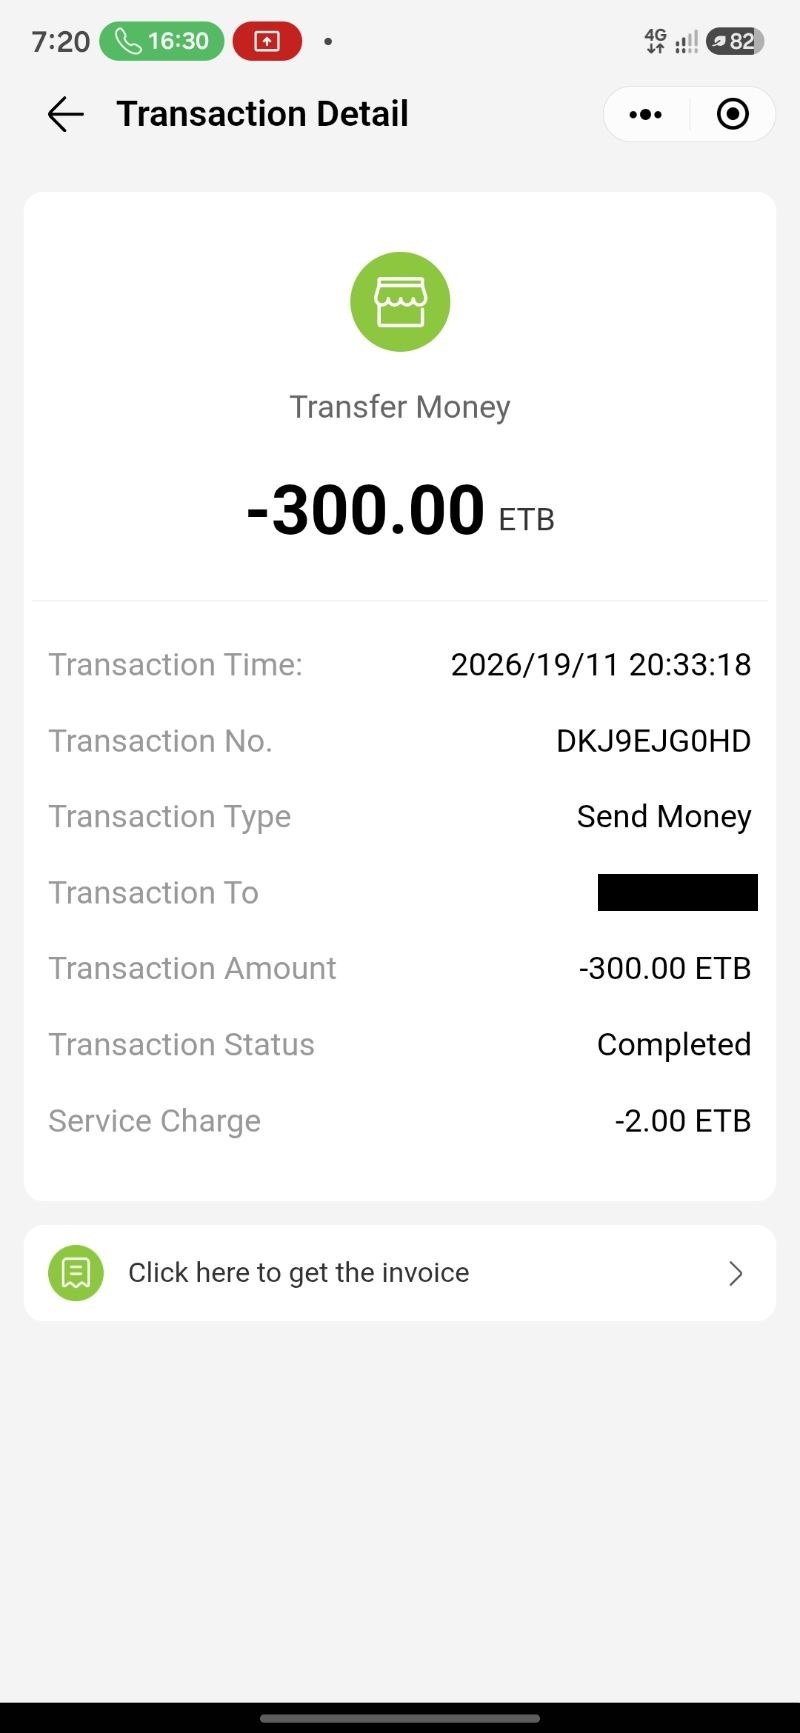 7:20 16:30 4G 82
Transaction Detail
Transfer Money
-300.00 ETB
Transaction Time: 2026/19/11 20:33:18
Transaction No. DKJ9EJG0HD
Transaction Type Send Money
Transaction To
Transaction Amount -300.00 ETB
Transaction Status Completed
Service Charge -2.00 ETB
Click here to get the invoice